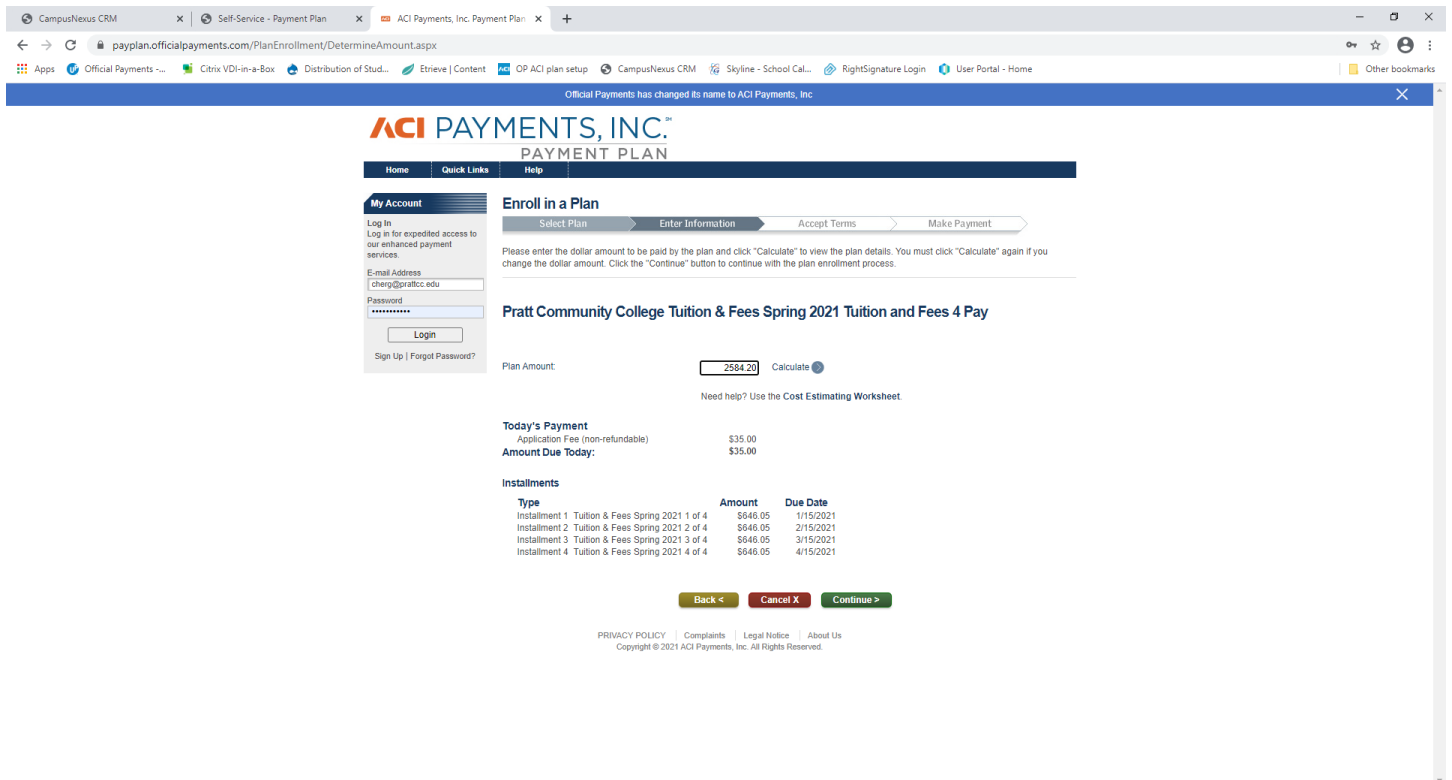 CampusNexus CRM
Self-Service - Payment Plan
ACI Payments, Inc. Payment Plan
payplan.officialpayments.com/PlanEnrollment/DetermineAmount.aspx
Apps Official Payments -... Citrix VDI-in-a-Box Distribution of Stud... Etrieve | Content OP ACI plan setup CampusNexus CRM Skyline - School Cal... RightSignature Login User Portal - Home Other bookmarks
Official Payments has changed its name to ACI Payments, Inc
ACI PAYMENTS, INC.℠
PAYMENT PLAN
Home Quick Links Help
My Account
Log In
Log in for expedited access to
our enhanced payment
services.
E-mail Address
cherg@prattcc.edu
Password
•••••••••••
Login
Sign Up | Forgot Password?
Enroll in a Plan
Select Plan Enter Information Accept Terms Make Payment
Please enter the dollar amount to be paid by the plan and click "Calculate" to view the plan details. You must click "Calculate" again if you
change the dollar amount. Click the "Continue" button to continue with the plan enrollment process.
Pratt Community College Tuition & Fees Spring 2021 Tuition and Fees 4 Pay
Plan Amount: 2584.20 Calculate
Need help? Use the Cost Estimating Worksheet.
Today's Payment
Application Fee (non-refundable) $35.00
Amount Due Today: $35.00
Installments
Type Amount Due Date
Installment 1 Tuition & Fees Spring 2021 1 of 4 $646.05 1/15/2021
Installment 2 Tuition & Fees Spring 2021 2 of 4 $646.05 2/15/2021
Installment 3 Tuition & Fees Spring 2021 3 of 4 $646.05 3/15/2021
Installment 4 Tuition & Fees Spring 2021 4 of 4 $646.05 4/15/2021
Back < Cancel X Continue >
PRIVACY POLICY | Complaints | Legal Notice | About Us
Copyright © 2021 ACI Payments, Inc. All Rights Reserved.